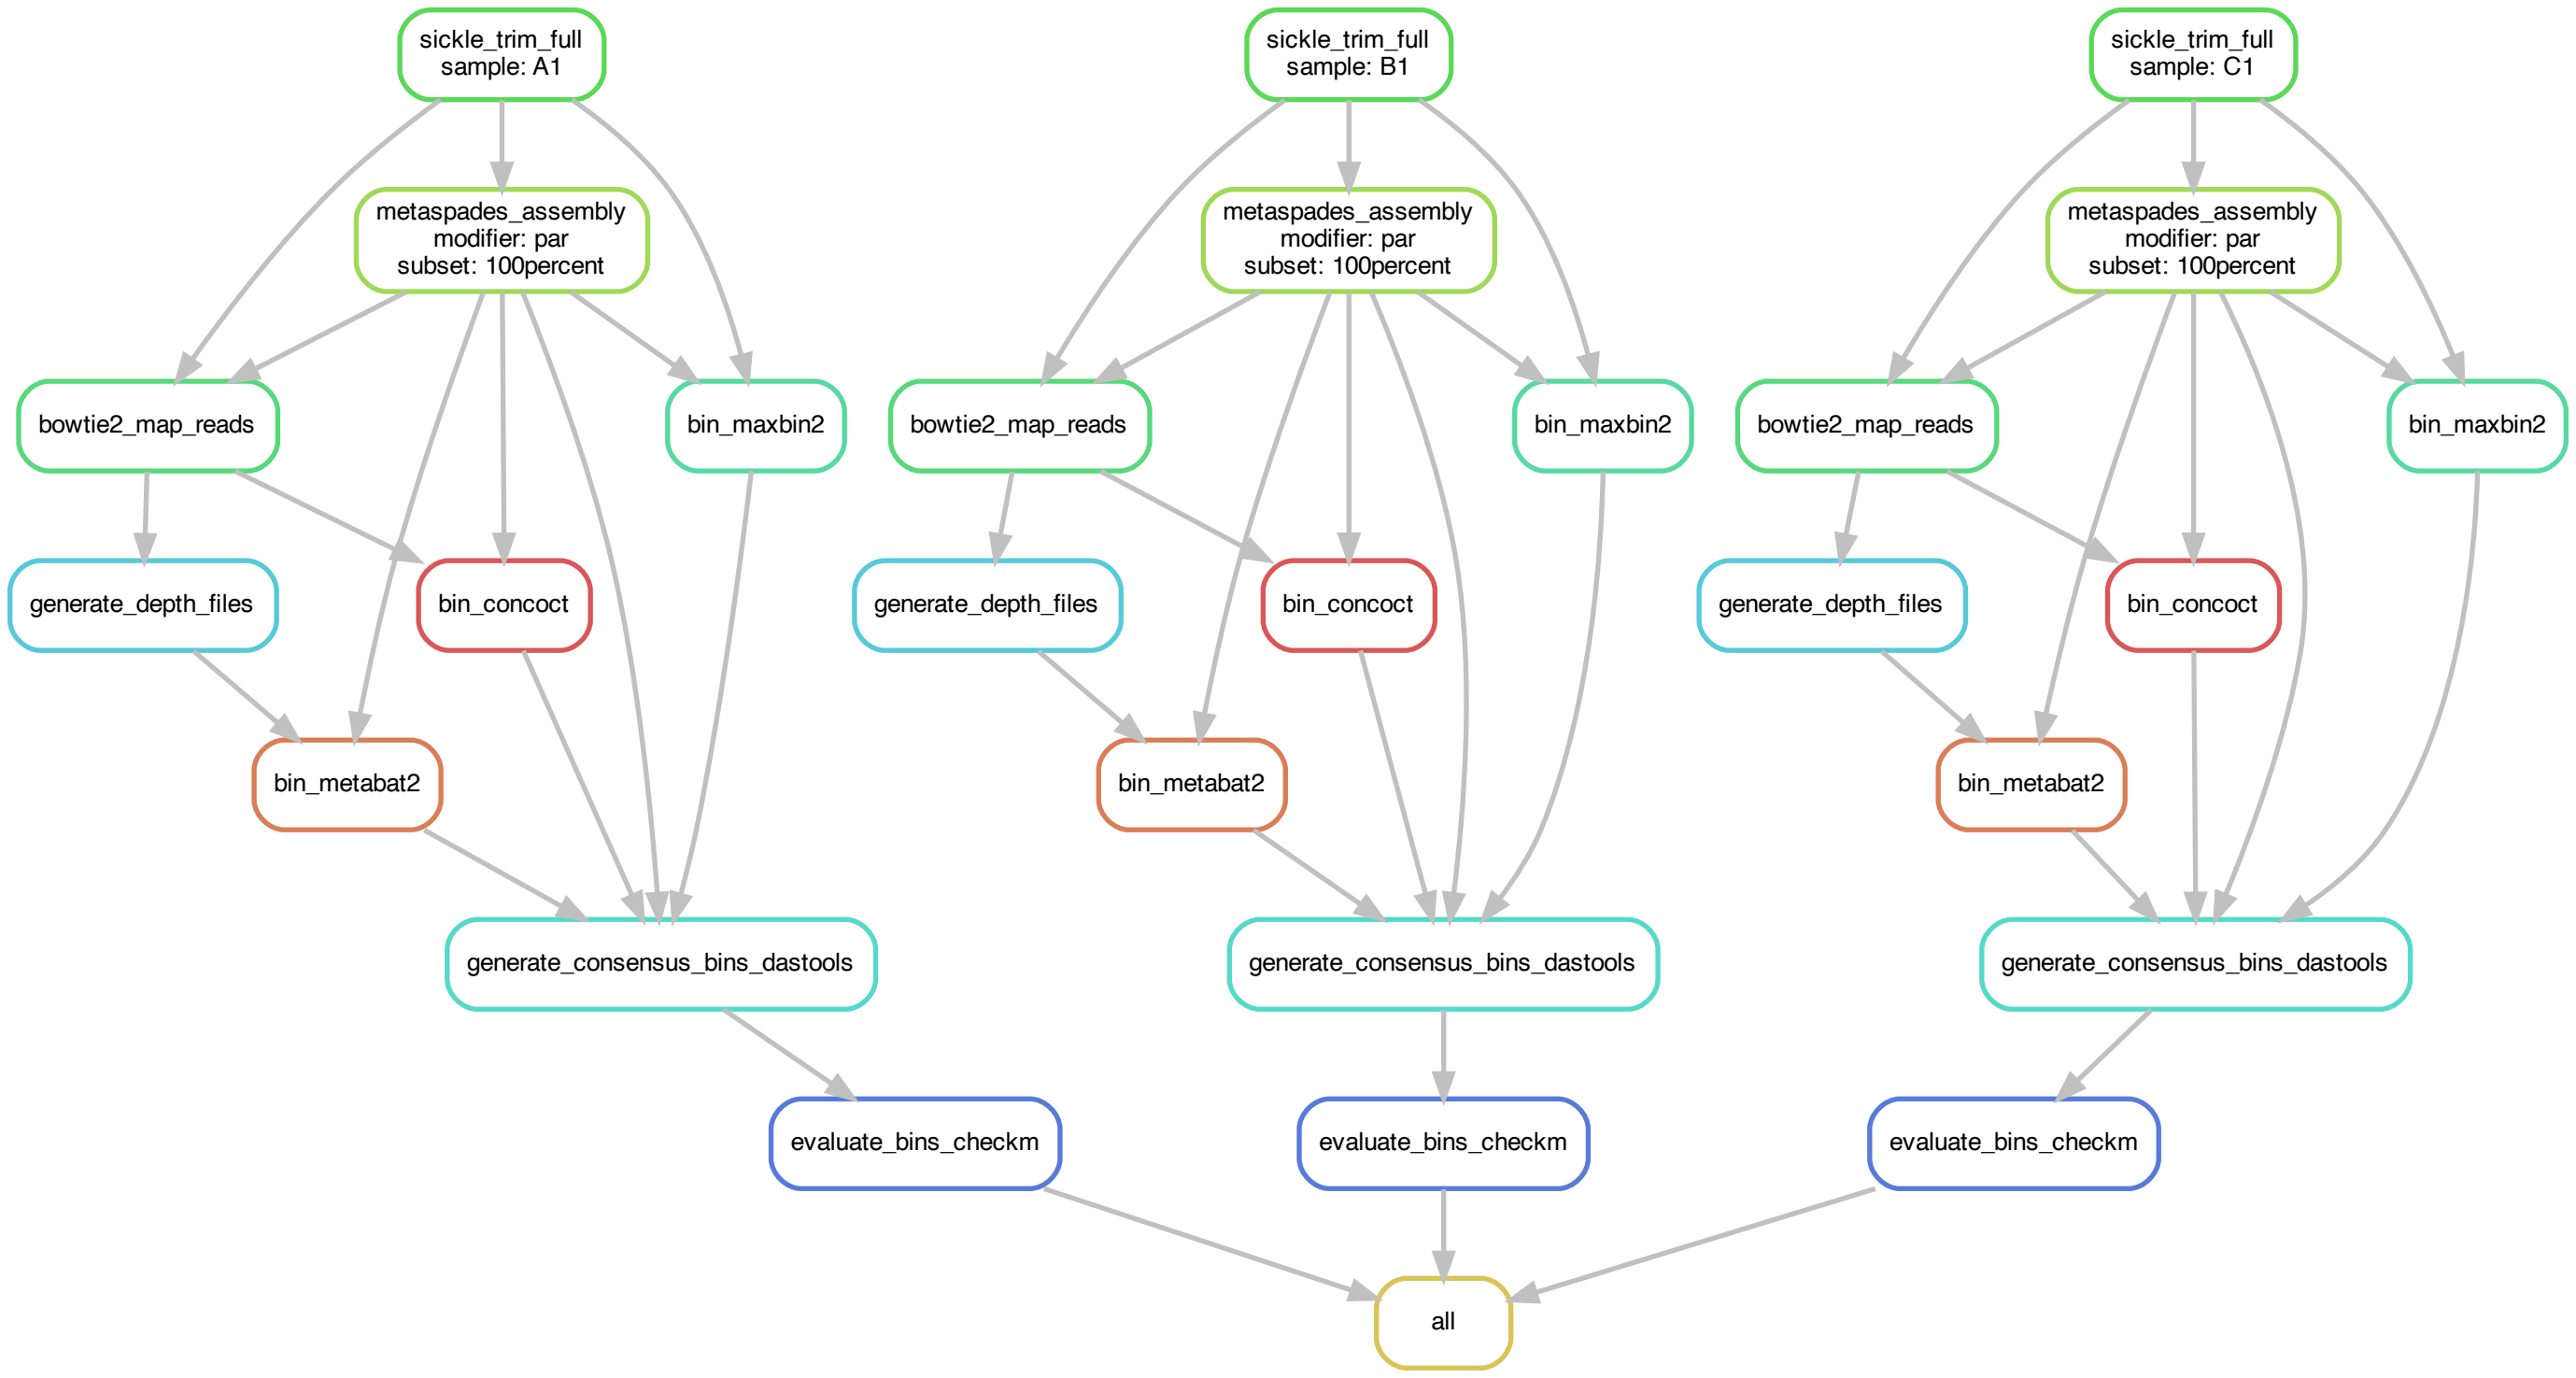 sickle_trim_full
sample: A1
sickle_trim_full
sample: B1
sickle_trim_full
sample: C1
metaspades_assembly
modifier: par
subset: 100percent
metaspades_assembly
modifier: par
subset: 100percent
metaspades_assembly
modifier: par
subset: 100percent
bowtie2_map_reads
bin_maxbin2
bowtie2_map_reads
bin_maxbin2
bowtie2_map_reads
bin_maxbin2
generate_depth_files
bin_concoct
generate_depth_files
bin_concoct
generate_depth_files
bin_concoct
bin_metabat2
bin_metabat2
bin_metabat2
generate_consensus_bins_dastools
generate_consensus_bins_dastools
generate_consensus_bins_dastools
evaluate_bins_checkm
evaluate_bins_checkm
evaluate_bins_checkm
all